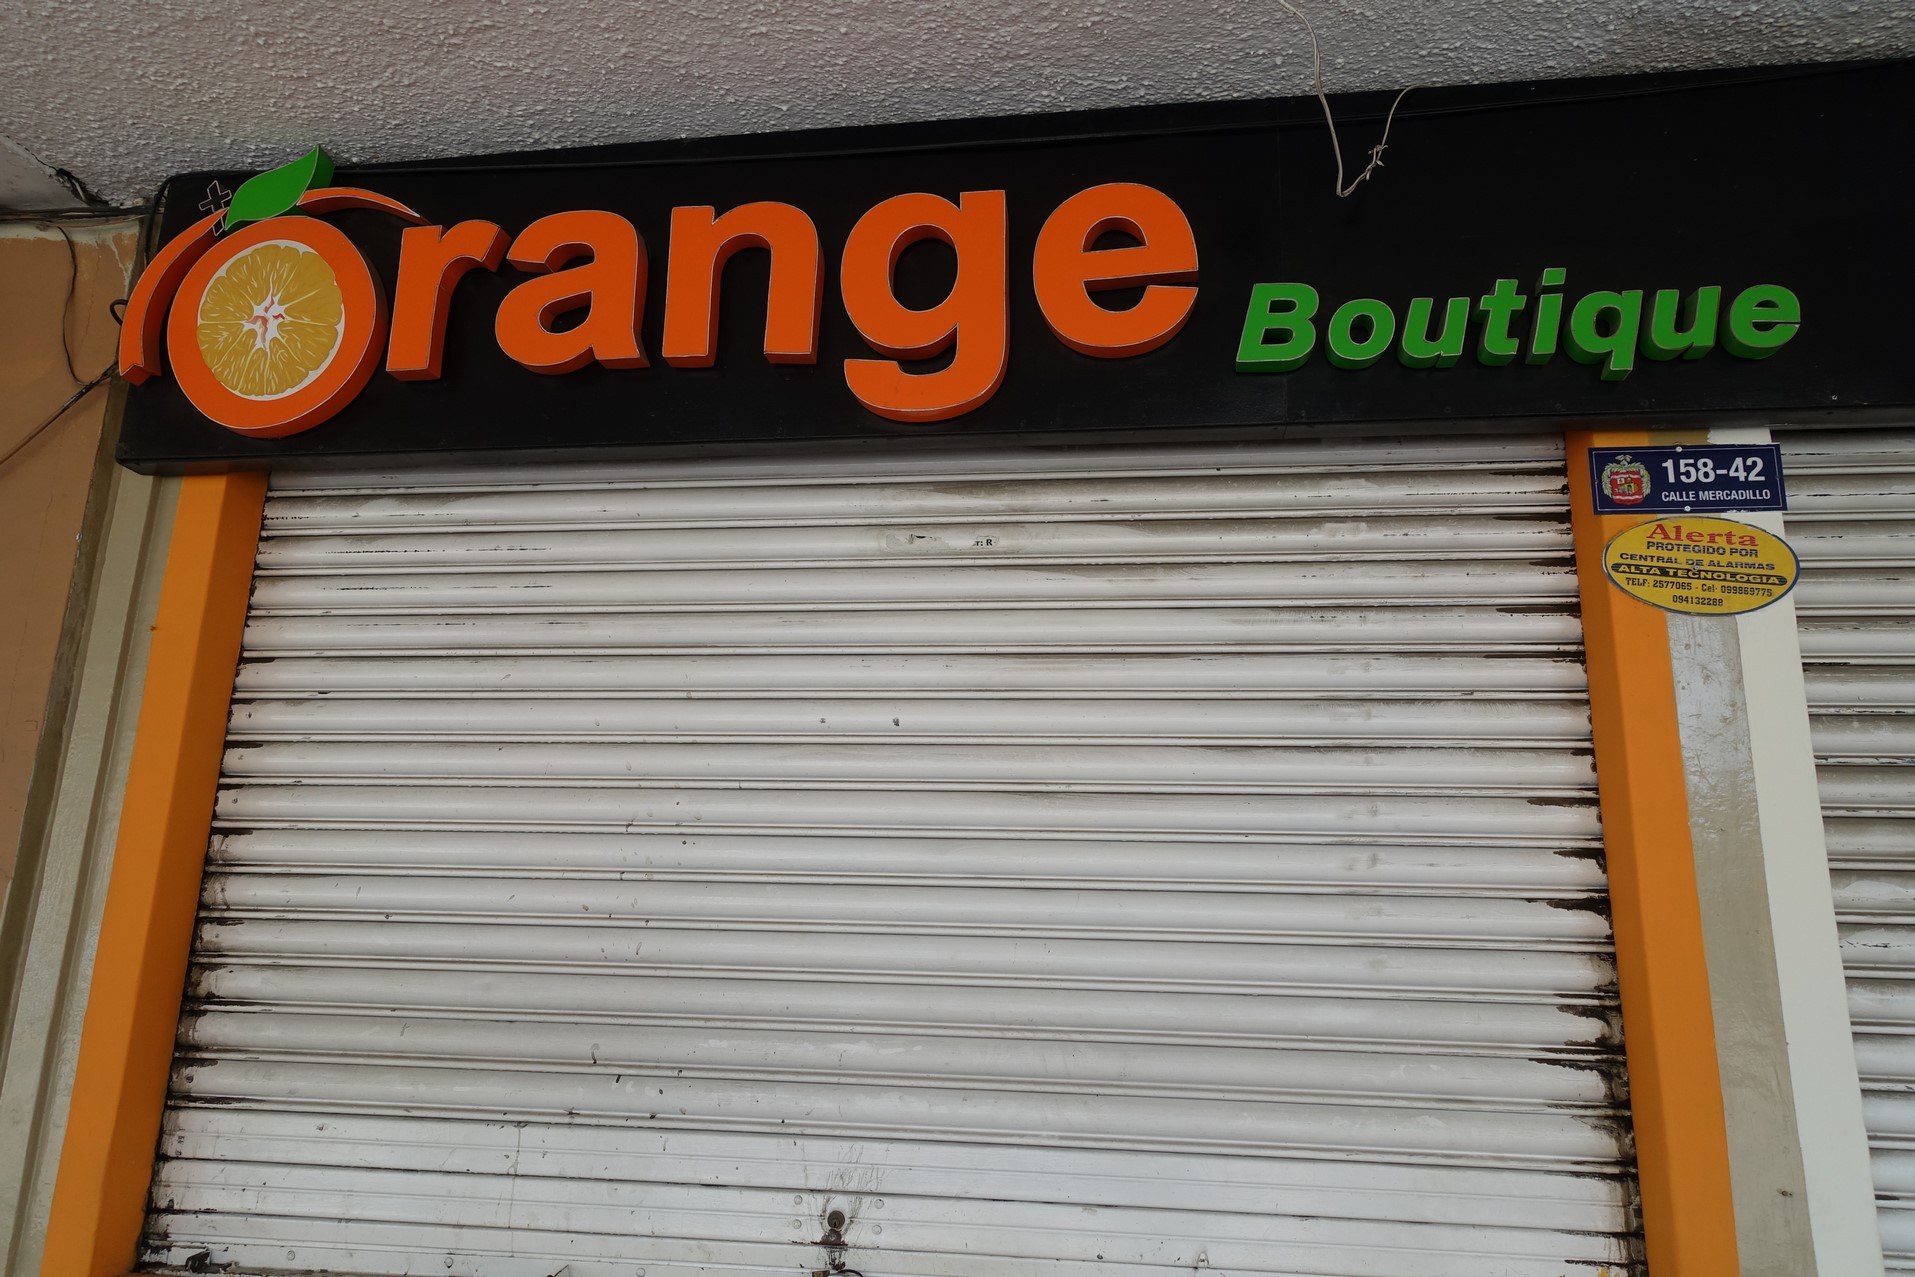 Orange Boutique
158-42
CALLE MERCADILLO
Alerta
PROTEGIDO POR
CENTRAL DE ALARMAS
ALTA TECNOLOGIA
TELF: 2577065 - Cel: 099869775
094132288